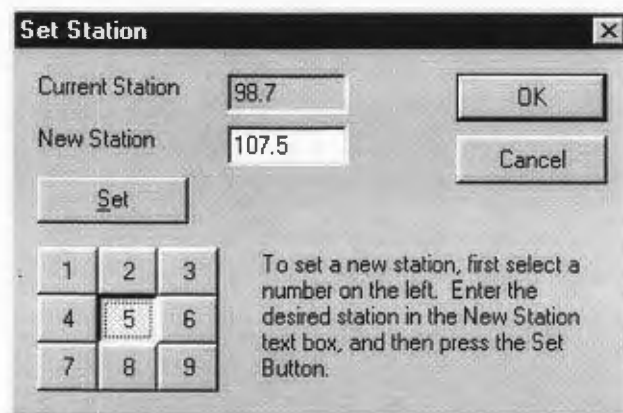 Set Station
Current Station 98.7 OK
New Station 107.5 Cancel
Set
1 2 3
4 5 6
7 8 9
To set a new station, first select a
number on the left. Enter the
desired station in the New Station
text box, and then press the Set
Button.